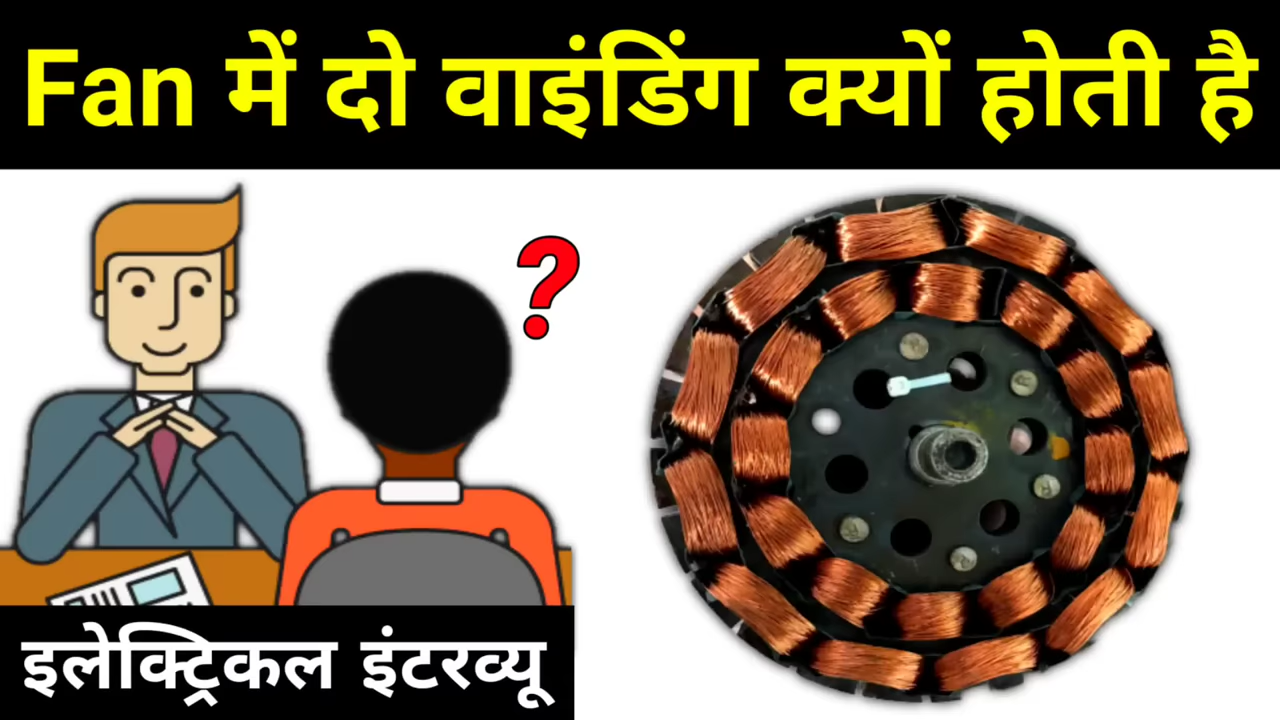 Fan में दो वाइंडिंग क्यों होती है
?
इलेक्ट्रिकल इंटरव्यू